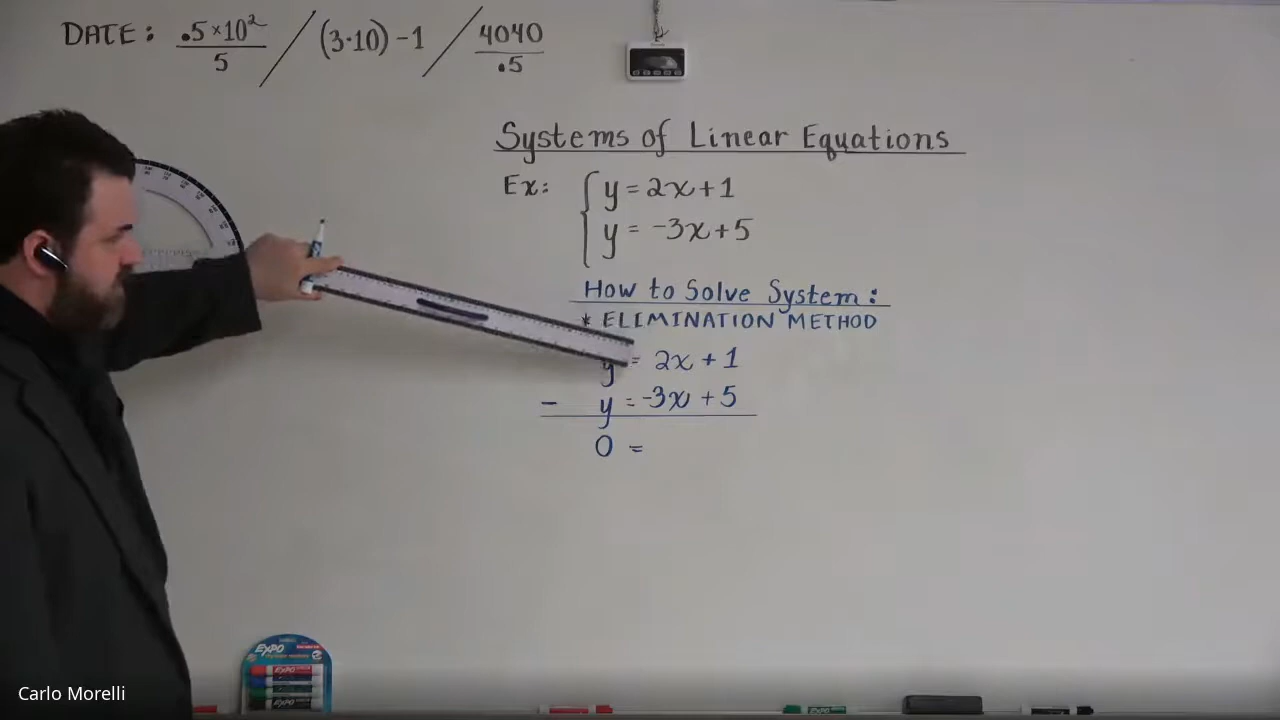 DATE: .5×10² / 5 / (3·10)-1 / 4040 / .5
Systems of Linear Equations
Ex: { y = 2x+1
y = -3x+5
How to Solve System:
* ELIMINATION METHOD
y = 2x + 1
- y = -3x + 5
0 =
EXPO
Carlo Morelli